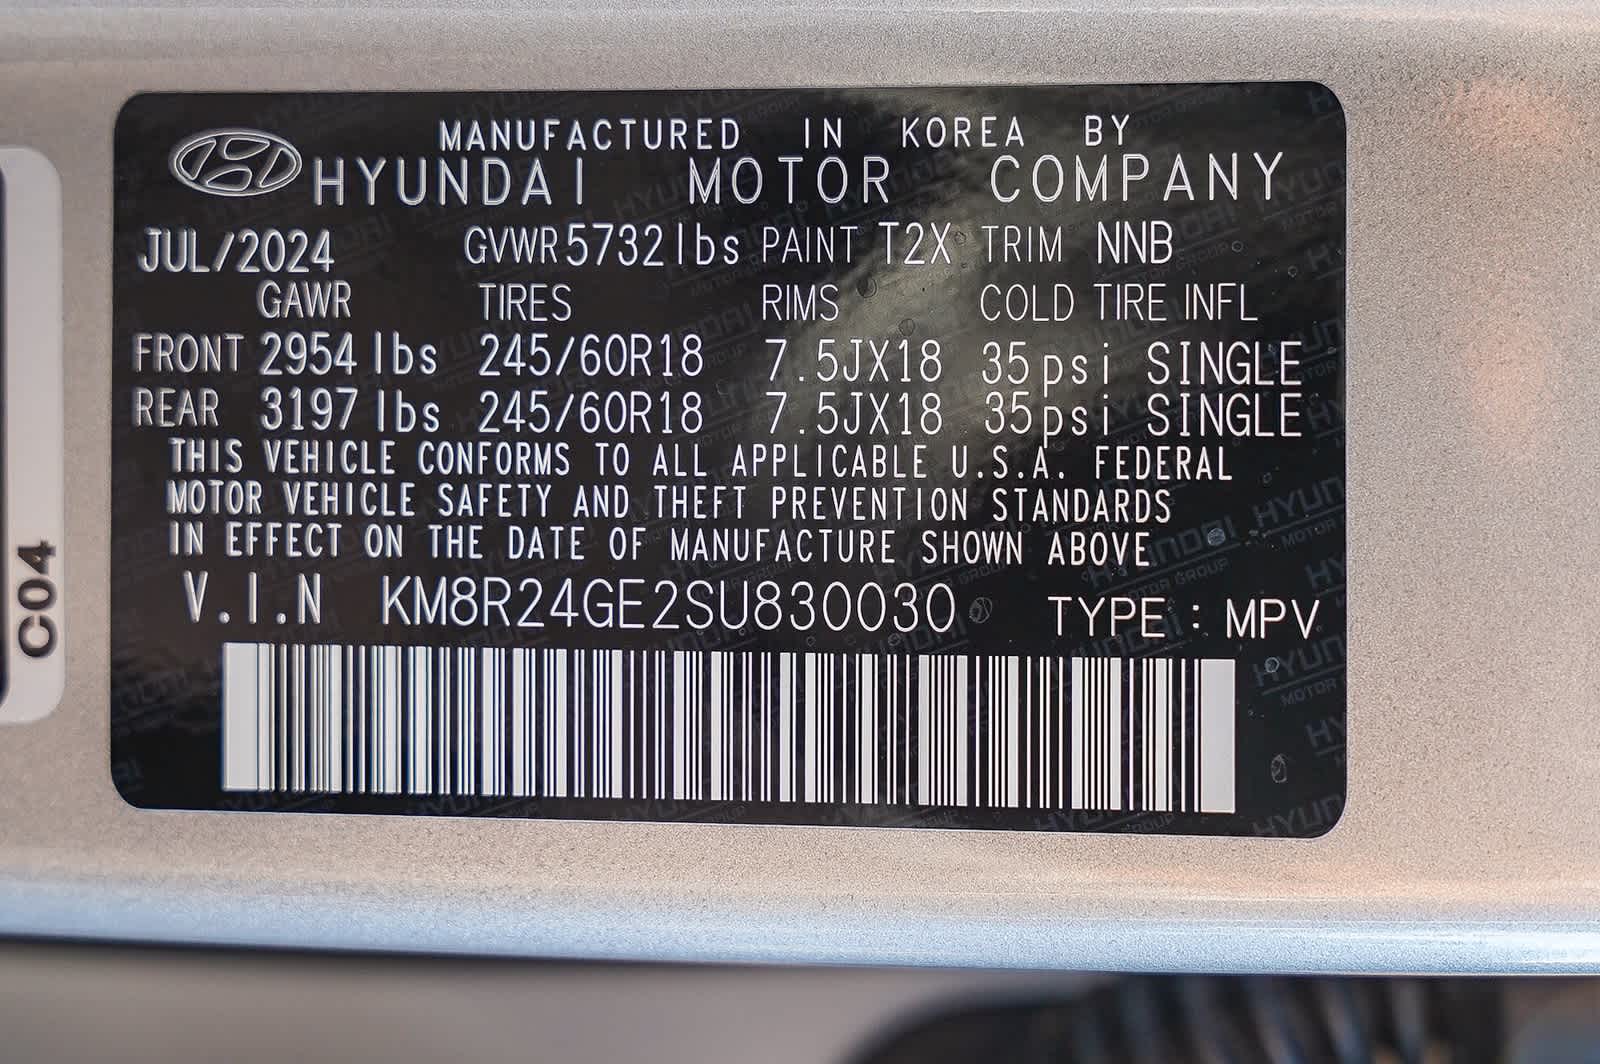 MANUFACTURED IN KOREA BY
HYUNDAI MOTOR COMPANY
JUL/2024 GVWR 5732lbs PAINT T2X TRIM NNB
GAWR TIRES RIMS COLD TIRE INFL
FRONT 2954 lbs 245/60R18 7.5JX18 35psi SINGLE
REAR 3197 lbs 245/60R18 7.5JX18 35psi SINGLE
THIS VEHICLE CONFORMS TO ALL APPLICABLE U.S.A. FEDERAL
MOTOR VEHICLE SAFETY AND THEFT PREVENTION STANDARDS
IN EFFECT ON THE DATE OF MANUFACTURE SHOWN ABOVE
V.I.N KM8R24GE2SU830030 TYPE : MPV
C04